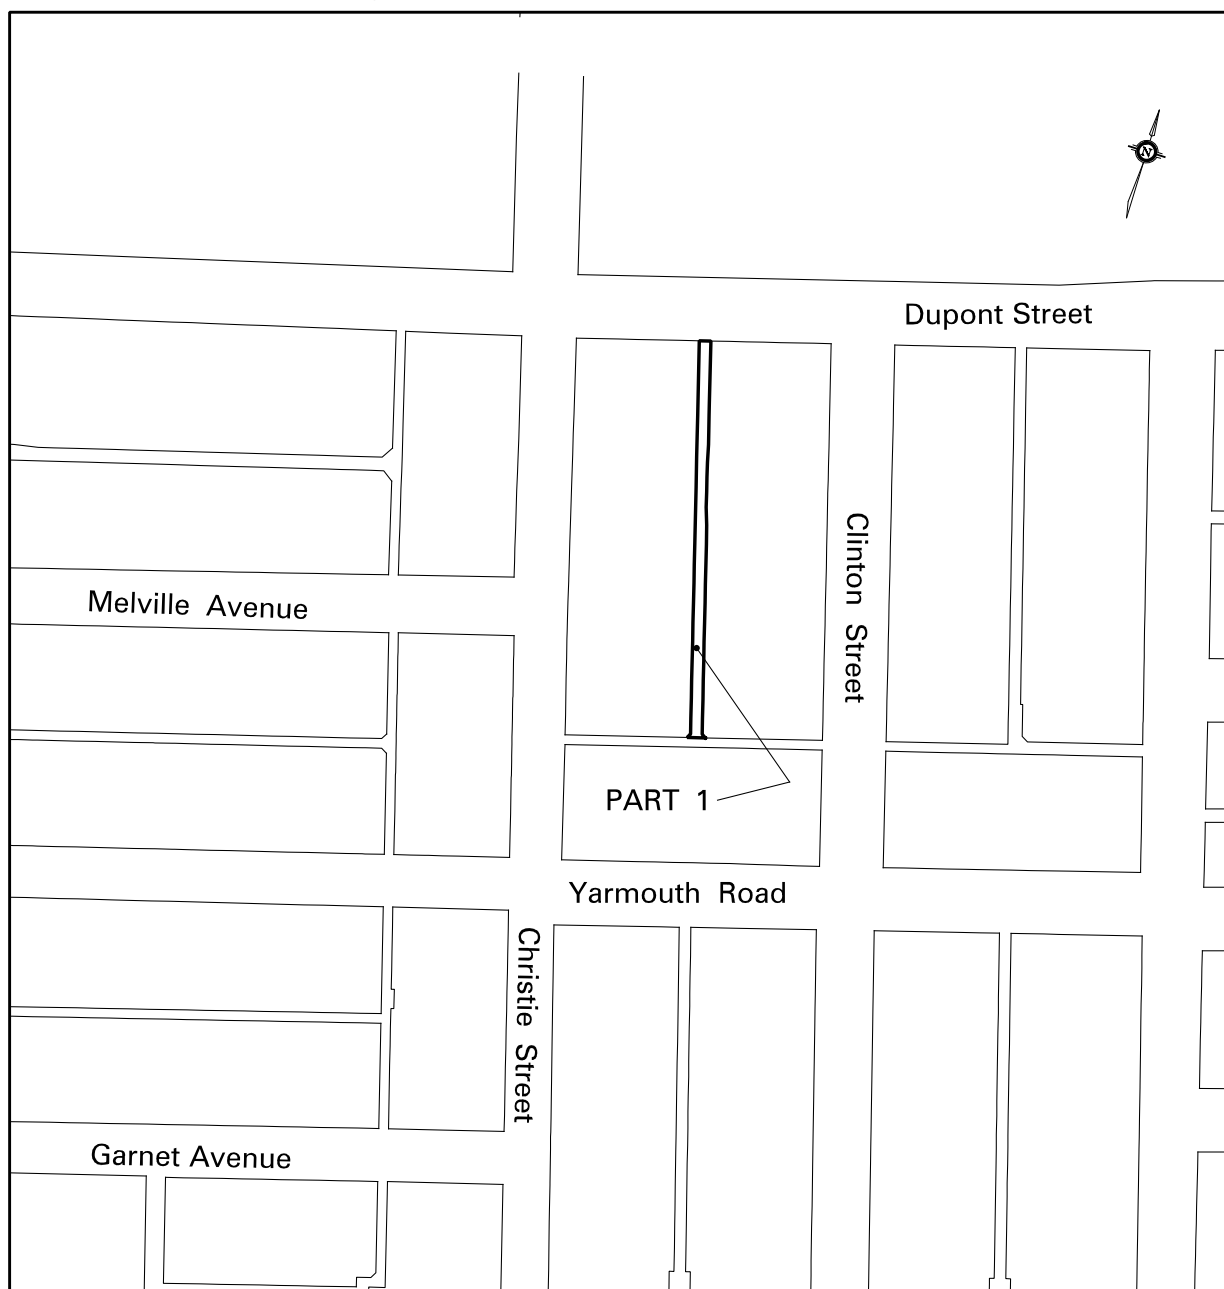 N
Dupont Street
Clinton Street
Melville Avenue
PART 1
Yarmouth Road
Christie Street
Garnet Avenue